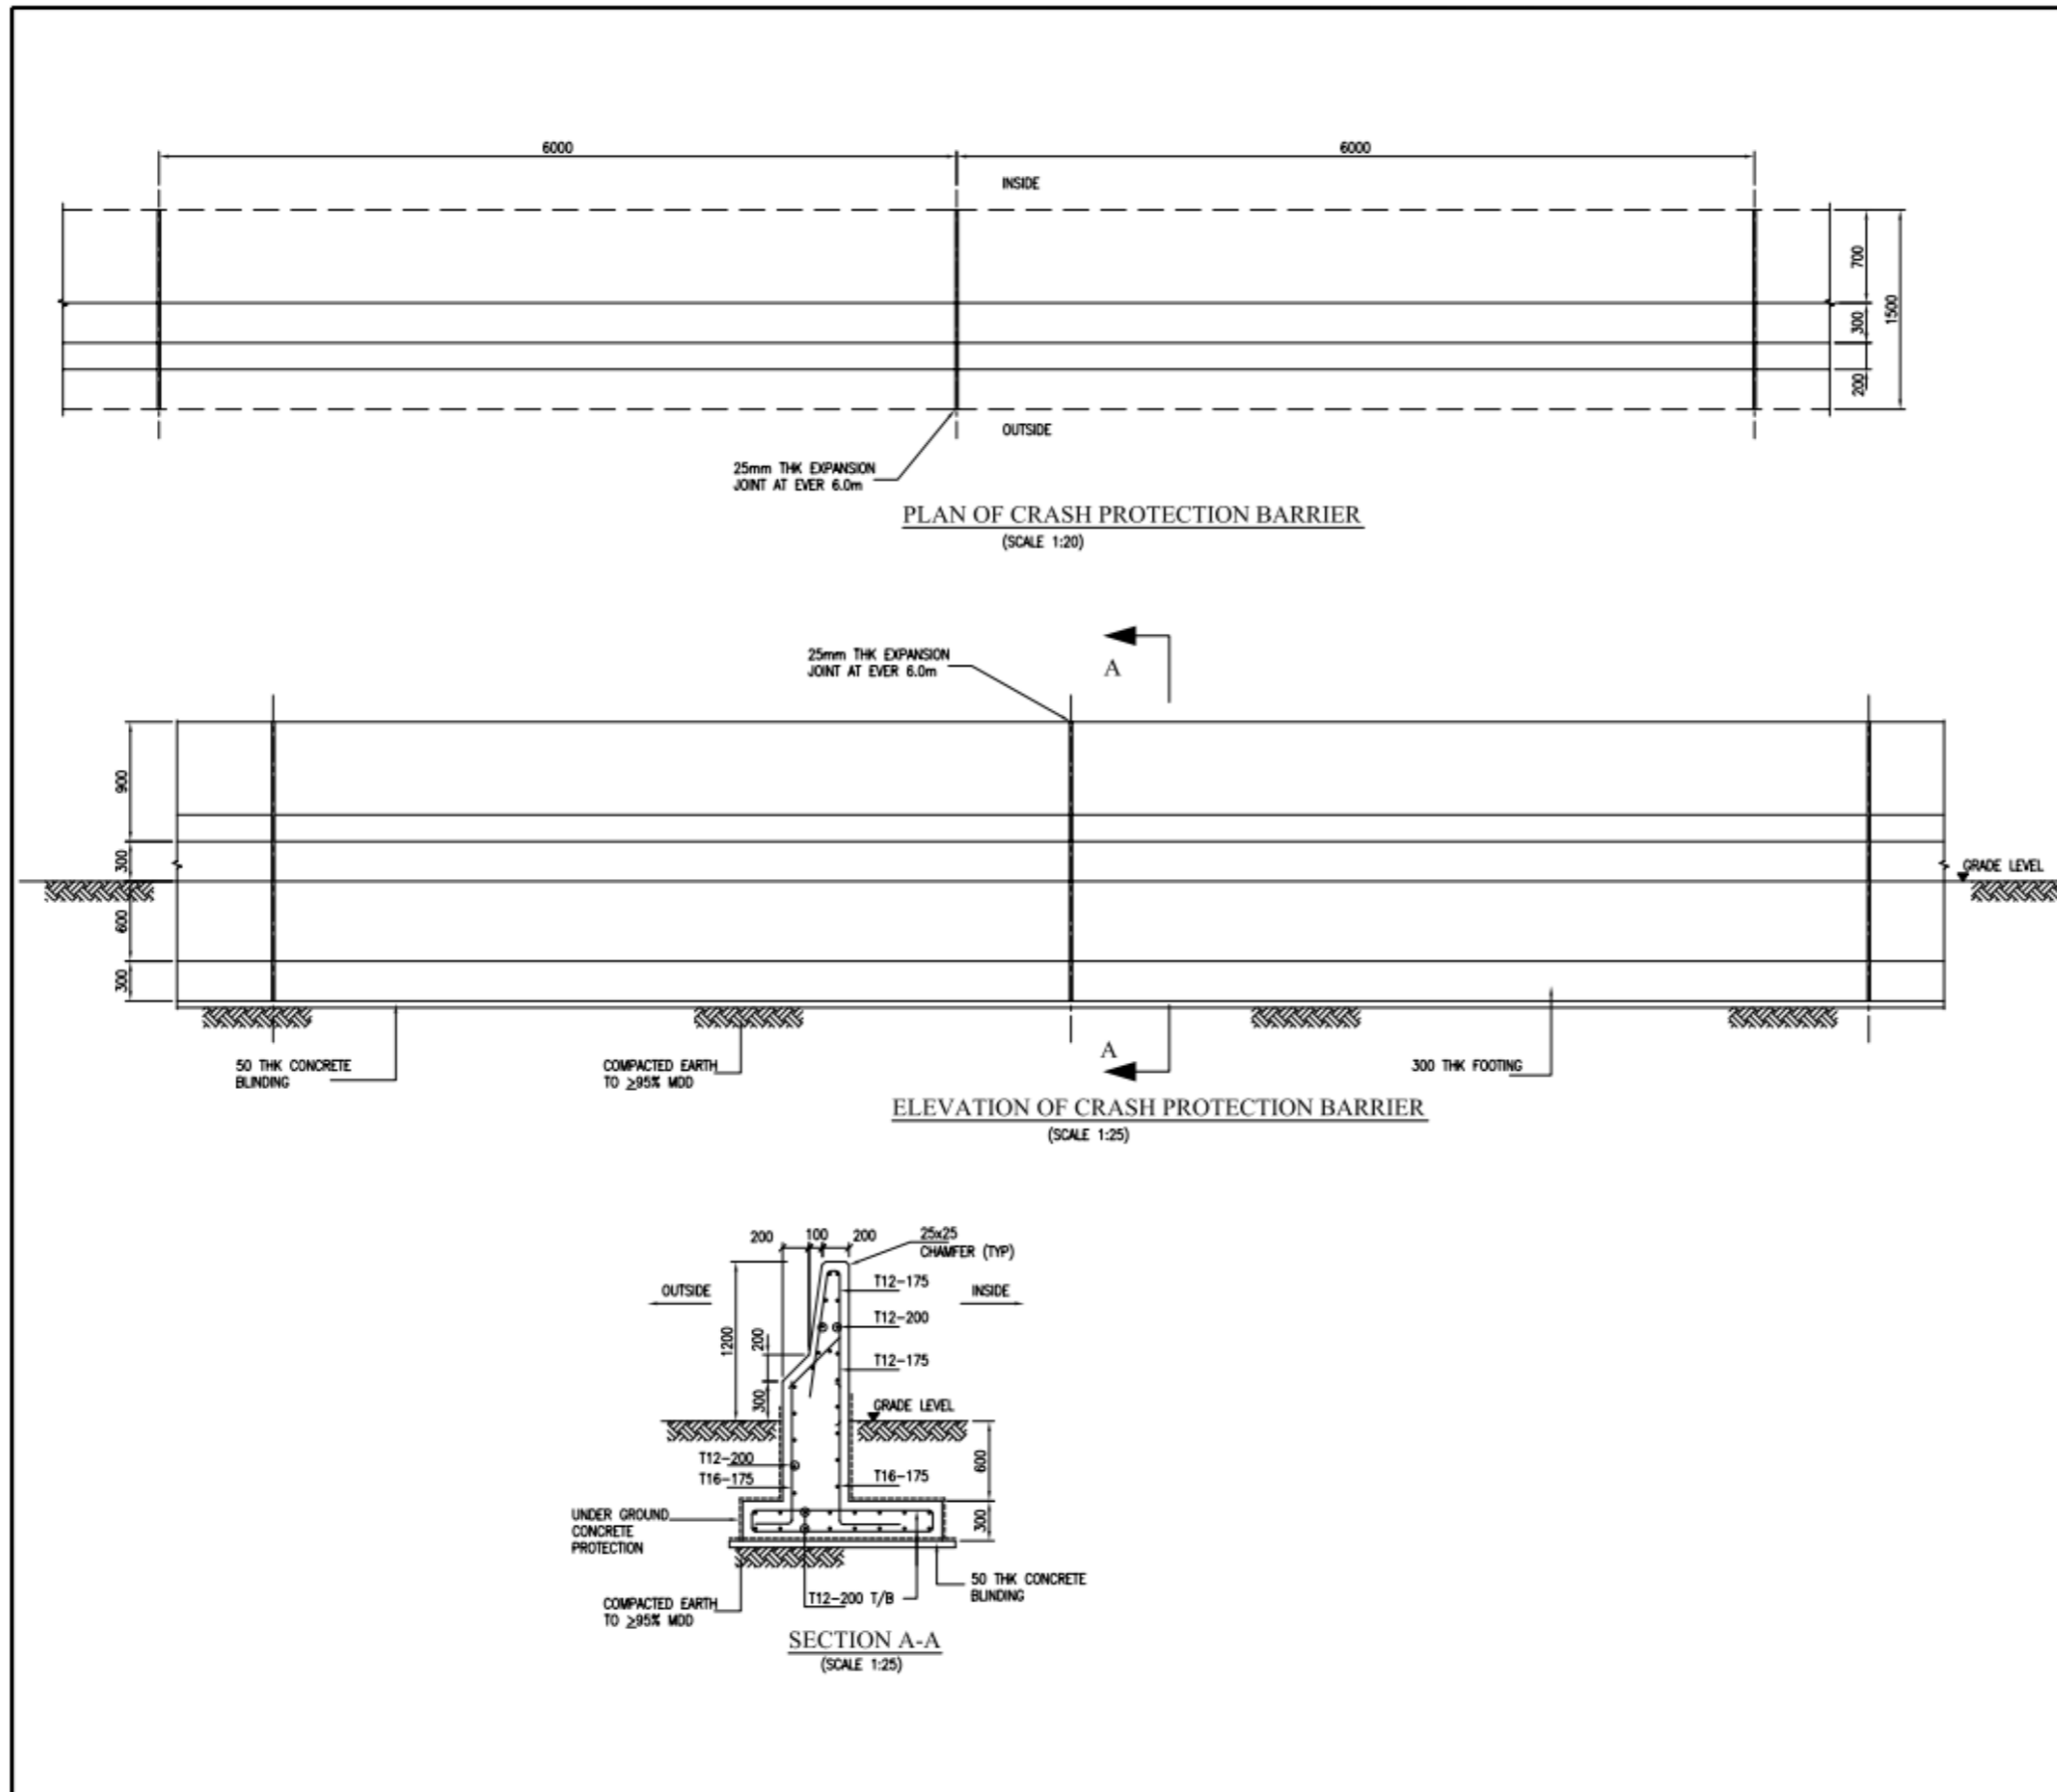 6000
6000
INSIDE
700
300
1500
200
OUTSIDE
25mm THK EXPANSION
JOINT AT EVER 6.0m
PLAN OF CRASH PROTECTION BARRIER
(SCALE 1:20)
25mm THK EXPANSION
JOINT AT EVER 6.0m
A
900
300
GRADE LEVEL
600
300
50 THK CONCRETE
BLINDING
COMPACTED EARTH
TO ≥95% MDD
A
300 THK FOOTING
ELEVATION OF CRASH PROTECTION BARRIER
(SCALE 1:25)
200
100
200
25x25
CHAMFER (TYP)
OUTSIDE
T12-175
INSIDE
T12-200
1200
200
T12-175
300
GRADE LEVEL
T12-200
T16-175
T16-175
600
UNDER GROUND
CONCRETE
PROTECTION
300
50 THK CONCRETE
BLINDING
COMPACTED EARTH
TO ≥95% MDD
T12-200 T/B
SECTION A-A
(SCALE 1:25)